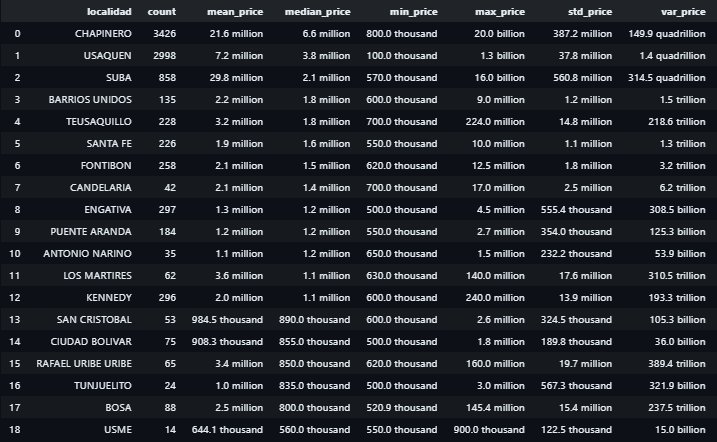 localidad count mean_price median_price min_price max_price std_price var_price
0 CHAPINERO 3426 21.6 million 6.6 million 800.0 thousand 20.0 billion 387.2 million 149.9 quadrillion
1 USAQUEN 2998 7.2 million 3.8 million 100.0 thousand 1.3 billion 37.8 million 1.4 quadrillion
2 SUBA 858 29.8 million 2.1 million 570.0 thousand 16.0 billion 560.8 million 314.5 quadrillion
3 BARRIOS UNIDOS 135 2.2 million 1.8 million 600.0 thousand 9.0 million 1.2 million 1.5 trillion
4 TEUSAQUILLO 228 3.2 million 1.8 million 700.0 thousand 224.0 million 14.8 million 218.6 trillion
5 SANTA FE 226 1.9 million 1.6 million 550.0 thousand 10.0 million 1.1 million 1.3 trillion
6 FONTIBON 258 2.1 million 1.5 million 620.0 thousand 12.5 million 1.8 million 3.2 trillion
7 CANDELARIA 42 2.1 million 1.4 million 700.0 thousand 17.0 million 2.5 million 6.2 trillion
8 ENGATIVA 297 1.3 million 1.2 million 500.0 thousand 4.5 million 555.4 thousand 308.5 billion
9 PUENTE ARANDA 184 1.2 million 1.2 million 550.0 thousand 2.7 million 354.0 thousand 125.3 billion
10 ANTONIO NARINO 35 1.1 million 1.2 million 650.0 thousand 1.5 million 232.2 thousand 53.9 billion
11 LOS MARTIRES 62 3.6 million 1.1 million 630.0 thousand 140.0 million 17.6 million 310.5 trillion
12 KENNEDY 296 2.0 million 1.1 million 600.0 thousand 240.0 million 13.9 million 193.3 trillion
13 SAN CRISTOBAL 53 984.5 thousand 890.0 thousand 600.0 thousand 2.6 million 324.5 thousand 105.3 billion
14 CIUDAD BOLIVAR 75 908.3 thousand 855.0 thousand 500.0 thousand 1.8 million 189.8 thousand 36.0 billion
15 RAFAEL URIBE URIBE 65 3.4 million 850.0 thousand 620.0 thousand 160.0 million 19.7 million 389.4 trillion
16 TUNJUELITO 24 1.0 million 835.0 thousand 500.0 thousand 3.0 million 567.3 thousand 321.9 billion
17 BOSA 88 2.5 million 800.0 thousand 520.9 thousand 145.4 million 15.4 million 237.5 trillion
18 USME 14 644.1 thousand 560.0 thousand 550.0 thousand 900.0 thousand 122.5 thousand 15.0 billion